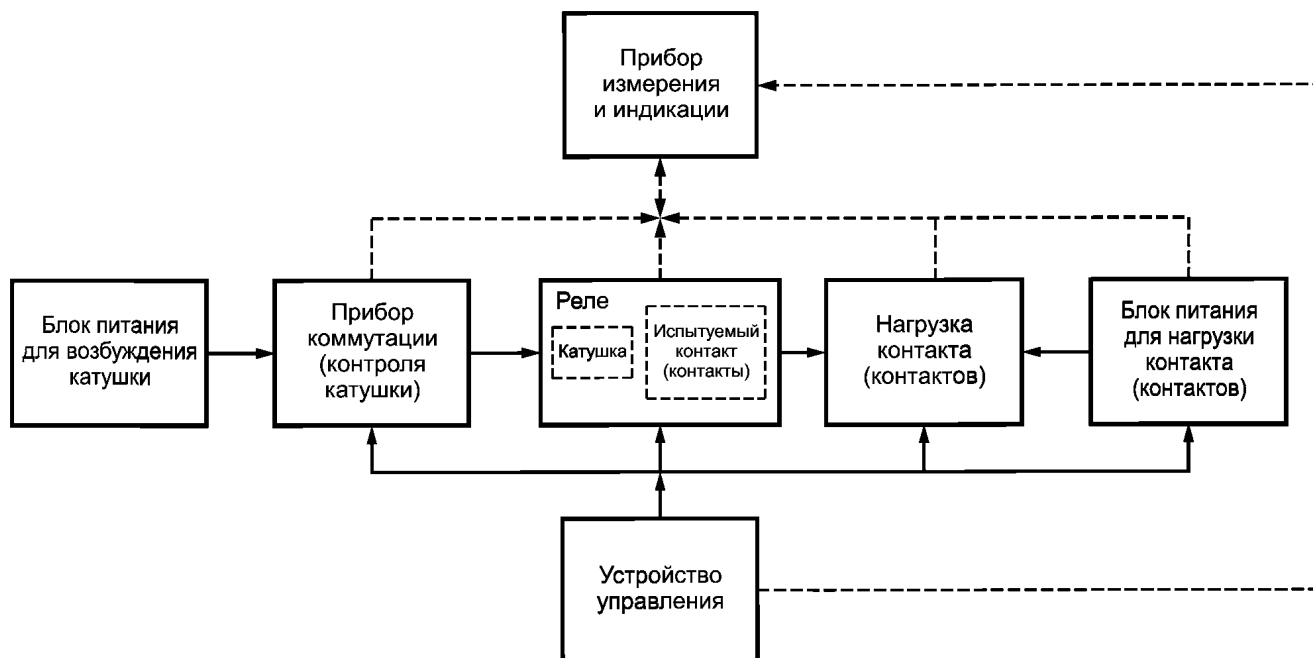 Прибор
измерения
и индикации
Блок питания
для возбуждения
катушки
Прибор
коммутации
(контроля
катушки)
Реле
Катушка
Испытуемый
контакт
(контакты)
Нагрузка
контакта
(контактов)
Блок питания
для нагрузки
контакта
(контактов)
Устройство
управления